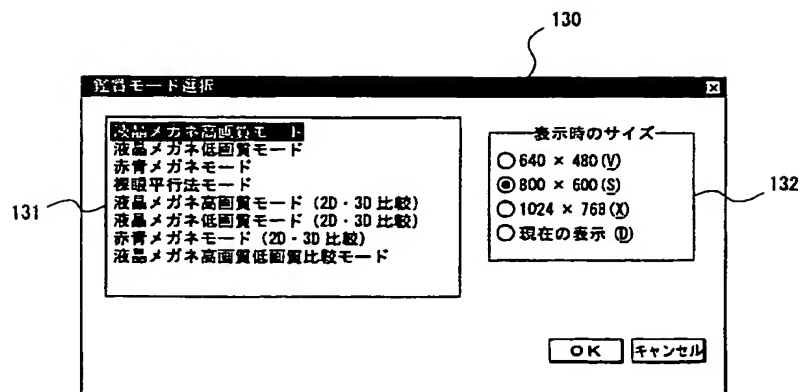 130
鑑賞モード選択
液晶メガネ高画質モード
液晶メガネ低画質モード
赤青メガネモード
裸眼平行法モード
液晶メガネ高画質モード (2D・3D比較)
液晶メガネ低画質モード (2D・3D比較)
赤青メガネモード (2D・3D比較)
液晶メガネ高画質低画質比較モード
131
表示時のサイズ
640 × 480(V)
800 × 600(S)
1024 × 768(X)
現在の表示 (D)
132
OK
キャンセル